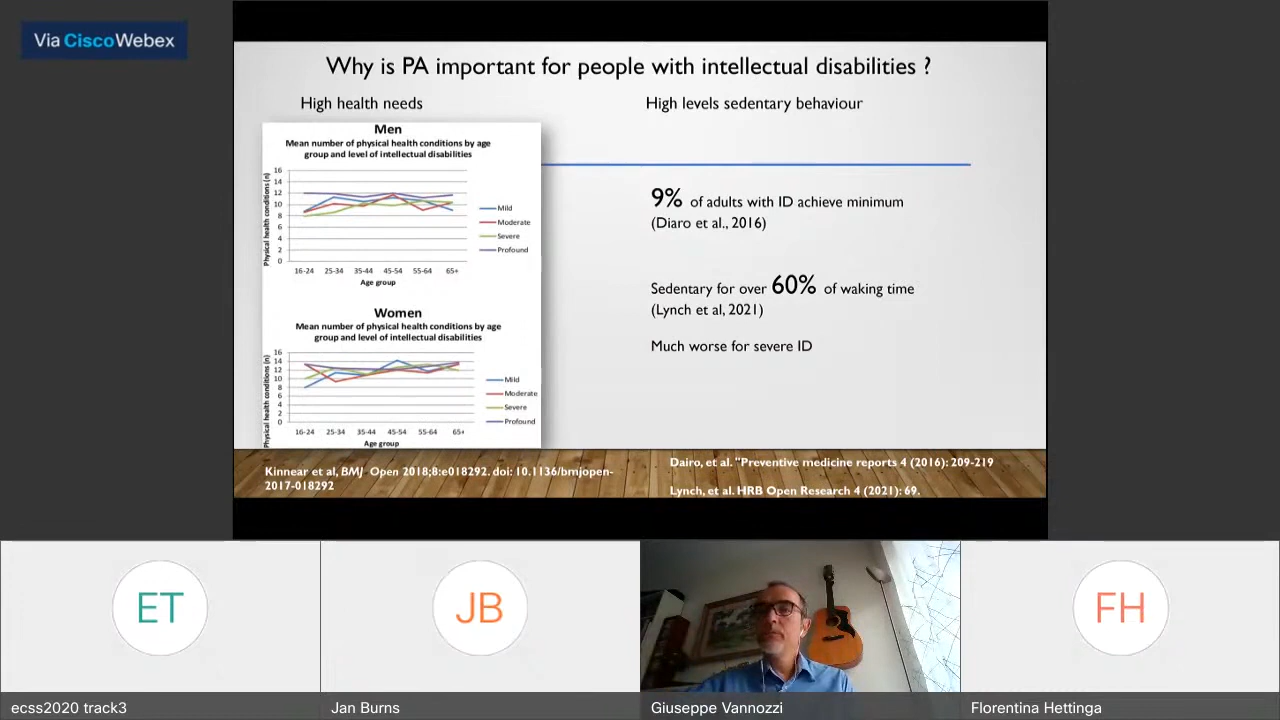 Via Cisco Webex
Why is PA important for people with intellectual disabilities ?
High health needs
High levels sedentary behaviour
Men
Mean number of physical health conditions by age
group and level of intellectual disabilities
Physical health conditions (n)
16
14
12
10
8
6
4
2
0
16-24 25-34 35-44 45-54 55-64 65+
Age group
Mild
Moderate
Severe
Profound
Women
Mean number of physical health conditions by age
group and level of intellectual disabilities
Physical health conditions (n)
16
14
12
10
8
6
4
2
0
16-24 25-34 35-44 45-54 55-64 65+
Age group
Mild
Moderate
Severe
Profound
9% of adults with ID achieve minimum
(Diaro et al., 2016)
Sedentary for over 60% of waking time
(Lynch et al, 2021)
Much worse for severe ID
Kinnear et al, BMJ Open 2018;8:e018292. doi: 10.1136/bmjopen-
2017-018292
Dairo, et al. "Preventive medicine reports 4 (2016): 209-219
Lynch, et al. HRB Open Research 4 (2021): 69.
ET
JB
FH
ecss2020 track3
Jan Burns
Giuseppe Vannozzi
Florentina Hettinga